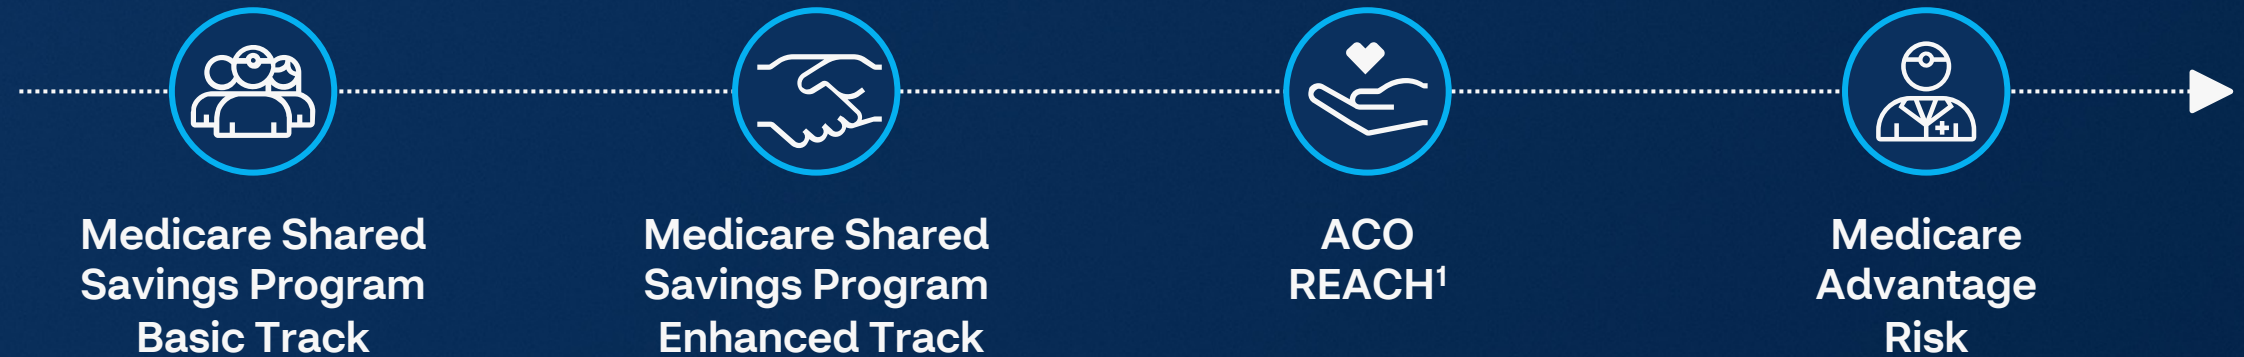 Medicare Shared
Savings Program
Basic Track
Medicare Shared
Savings Program
Enhanced Track
ACO
REACH¹
Medicare
Advantage
Risk